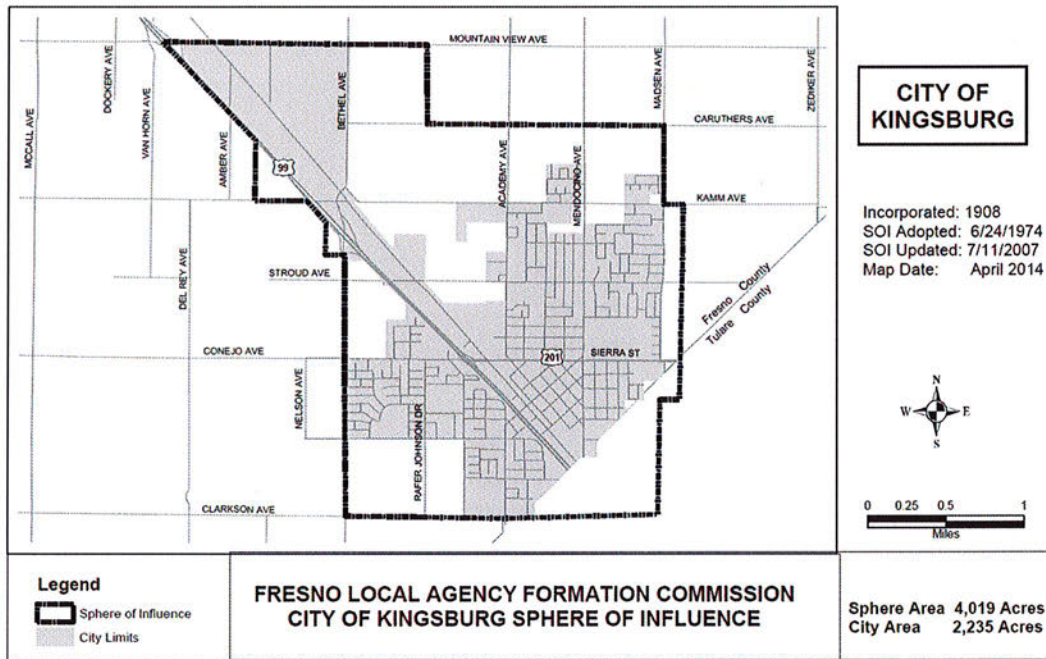 MOUNTAIN VIEW AVE
DOCKERY AVE
VAN HORN AVE
MCCALL AVE
AMBER AVE
BETHEL AVE
MADSEN AVE
ZEDIKER AVE
CARUTHERS AVE
99
ACADEMY AVE
MENDOCINO AVE
KAMM AVE
DEL REY AVE
STROUD AVE
Fresno County
Tulare County
CONEJO AVE
201
SIERRA ST
NELSON AVE
RAFER JOHNSON DR
CLARKSON AVE
CITY OF
KINGSBURG
Incorporated: 1908
SOI Adopted: 6/24/1974
SOI Updated: 7/11/2007
Map Date: April 2014
N
W E
S
0 0.25 0.5 1
Miles
Legend
Sphere of Influence
City Limits
FRESNO LOCAL AGENCY FORMATION COMMISSION
CITY OF KINGSBURG SPHERE OF INFLUENCE
Sphere Area 4,019 Acres
City Area 2,235 Acres